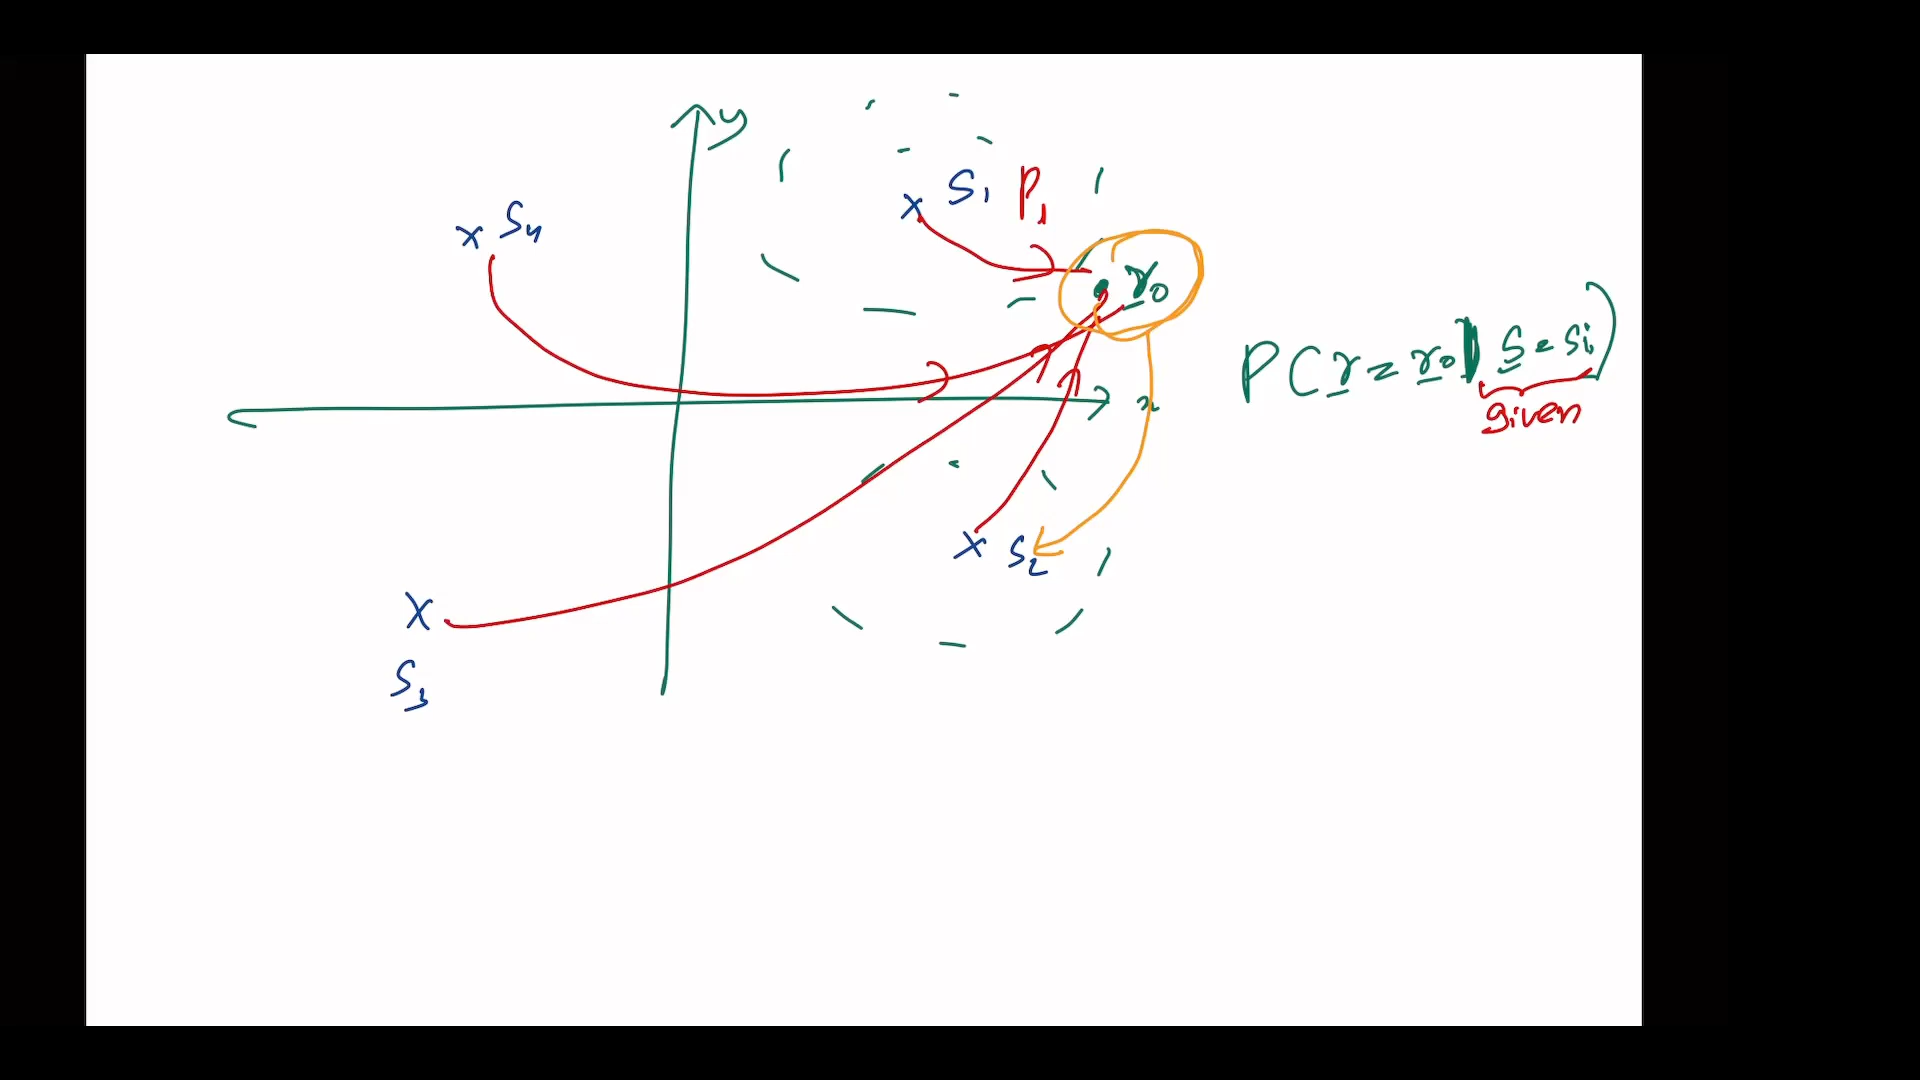 y
S₁ P₁
x S₄
x
r₀
P(r = r₀ | S = Sᵢ)
given
x
x S₂
x
S₃